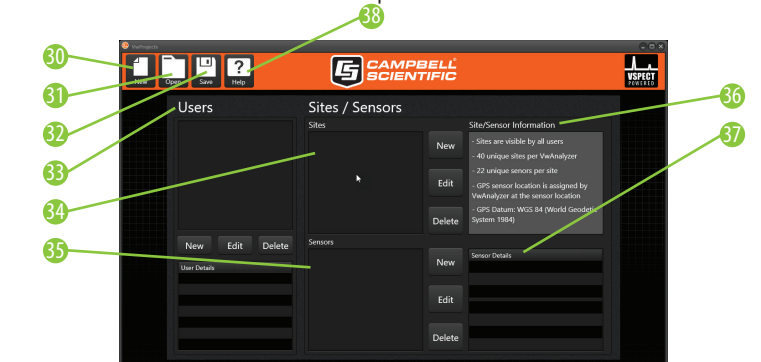 38
30
31
32
33
34
35
36
37
VwProjects
New
Open
Save
Help
CAMPBELL
SCIENTIFIC
VSPECT
POWERED
Users
Sites / Sensors
Sites
Site/Sensor Information
New
Edit
Delete
- Sites are visible by all users
- 40 unique sites per VwAnalyzer
- 22 unique senors per site
- GPS sensor location is assigned by
VwAnalyzer at the sensor location
- GPS Datum: WGS 84 (World Geodetic
System 1984)
New Edit Delete
User Details
Sensors
New
Edit
Delete
Sensor Details